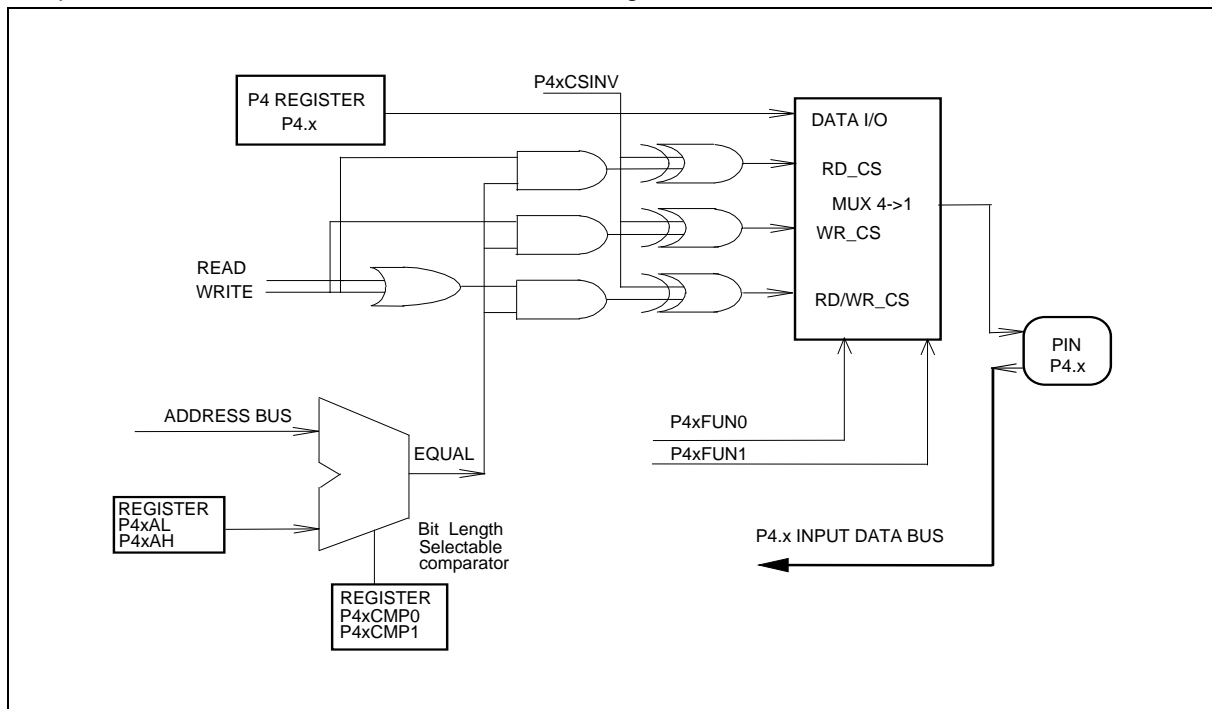 P4xCSINV
P4 REGISTER
P4.x
DATA I/O
RD_CS
MUX 4->1
WR_CS
READ
WRITE
RD/WR_CS
PIN
P4.x
ADDRESS BUS
P4xFUN0
EQUAL
P4xFUN1
REGISTER
P4xAL
P4xAH
Bit Length
Selectable
comparator
P4.x INPUT DATA BUS
REGISTER
P4xCMP0
P4xCMP1